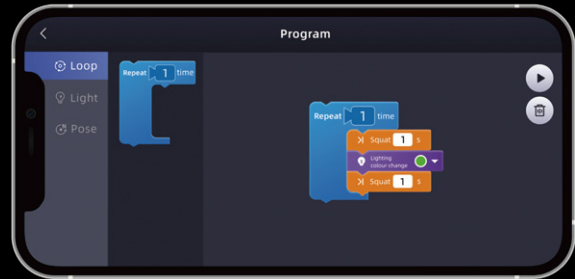 Program
Loop
Light
Pose
Repeat 1 time
Repeat 1 time
Squat 1 s
Lighting
colour change
Squat 1 s